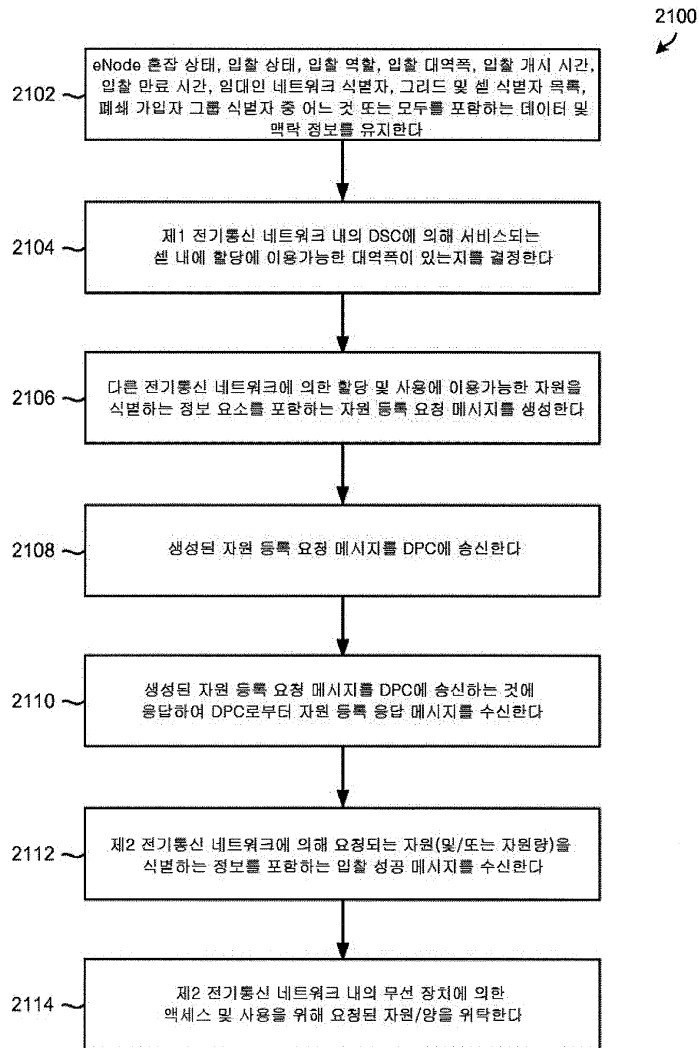 2100
2102
eNode 혼잡 상태, 입찰 상태, 입찰 역할, 입찰 대역폭, 입찰 개시 시간,
입찰 만료 시간, 임대인 네트워크 식별자, 그리드 및 셀 식별자 목록,
폐쇄 가입자 그룹 식별자 중 어느 것 또는 모두를 포함하는 데이터 및
맥락 정보를 유지한다
2104
제1 전기통신 네트워크 내의 DSC에 의해 서비스되는
셀 내에 할당에 이용가능한 대역폭이 있는지를 결정한다
2106
다른 전기통신 네트워크에 의한 할당 및 사용에 이용가능한 자원을
식별하는 정보 요소를 포함하는 자원 등록 요청 메시지를 생성한다
2108
생성된 자원 등록 요청 메시지를 DPC에 송신한다
2110
생성된 자원 등록 요청 메시지를 DPC에 송신하는 것에
응답하여 DPC로부터 자원 등록 응답 메시지를 수신한다
2112
제2 전기통신 네트워크에 의해 요청되는 자원(및/또는 자원량)을
식별하는 정보를 포함하는 입찰 성공 메시지를 수신한다
2114
제2 전기통신 네트워크 내의 무선 장치에 의한
액세스 및 사용을 위해 요청된 자원/양을 위탁한다